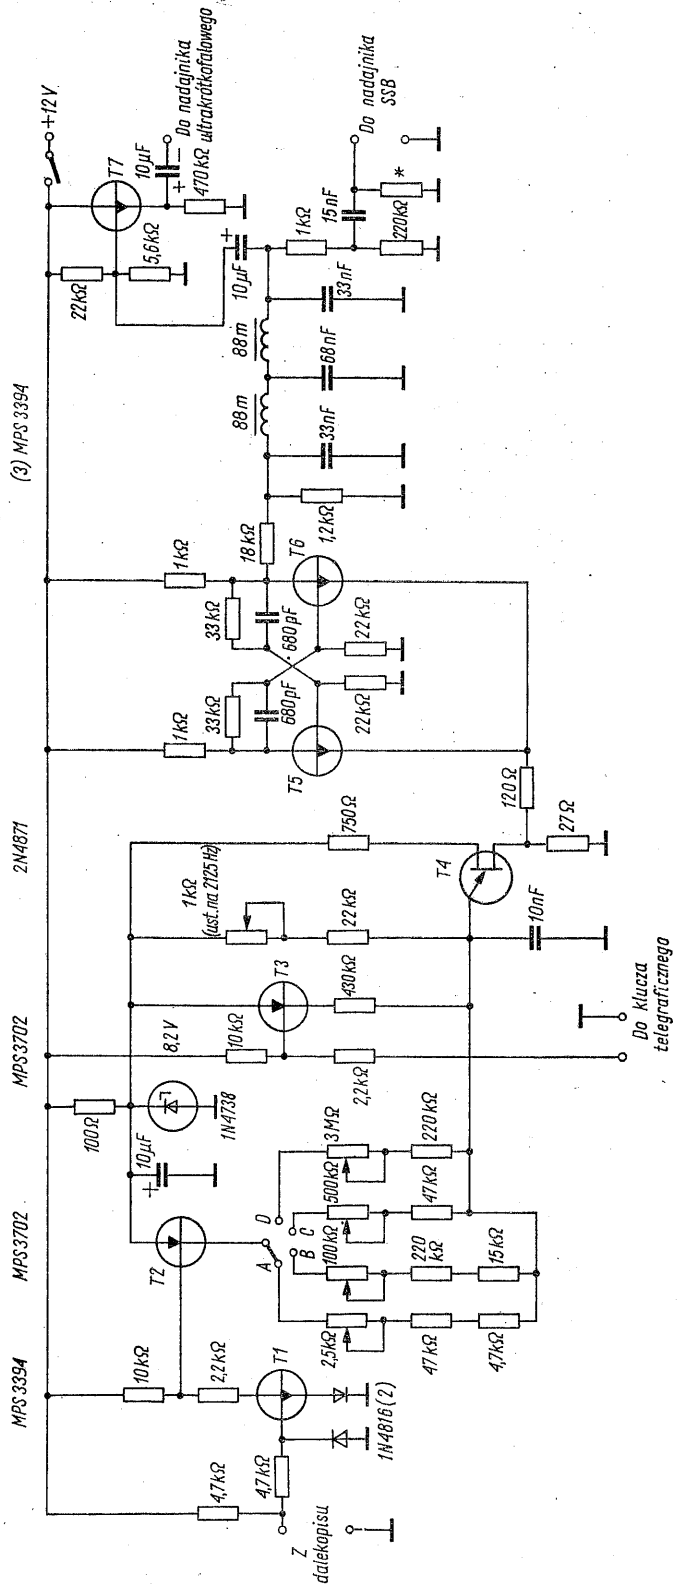 MPS3394
MPS3702
MPS3702
2N4871
(3) MPS 3394
+12V
4,7kΩ
Z
dalekopisu
4,7kΩ
10kΩ
2,2kΩ
T1
1N4816(2)
T2
10µF
+
100Ω
1N4738
8,2V
A
B
C
D
2,5kΩ
100kΩ
500kΩ
3MΩ
47kΩ
220
kΩ
47kΩ
220kΩ
4,7kΩ
15kΩ
10kΩ
T3
2,2kΩ
430kΩ
Do klucza
telegraficznego
1kΩ
(ust.na 2125Hz)
22kΩ
10nF
750Ω
T4
120Ω
27Ω
1kΩ
33kΩ
680pF
T5
22kΩ
1kΩ
33kΩ
680pF
T6
22kΩ
18kΩ
1,2kΩ
88m
88m
33nF
68nF
33nF
22kΩ
5,6kΩ
T7
10µF
+
10µF
+
–
470kΩ
Do nadajnika
ultrakrótkofalowego
1kΩ
15nF
220kΩ
*
Do nadajnika
SSB